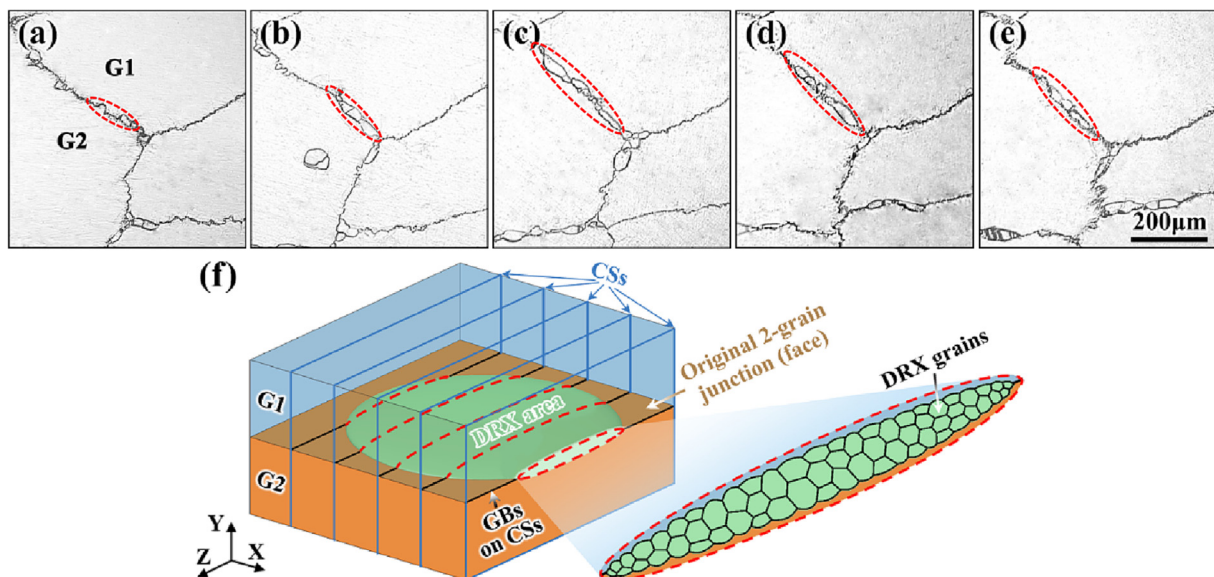 (a)
G1
G2
(b)
(c)
(d)
(e)
200μm
(f)
CSs
Original 2-grain
junction (face)
DRX grains
G1
DRX area
G2
GBs
on CSs
Y
Z
X